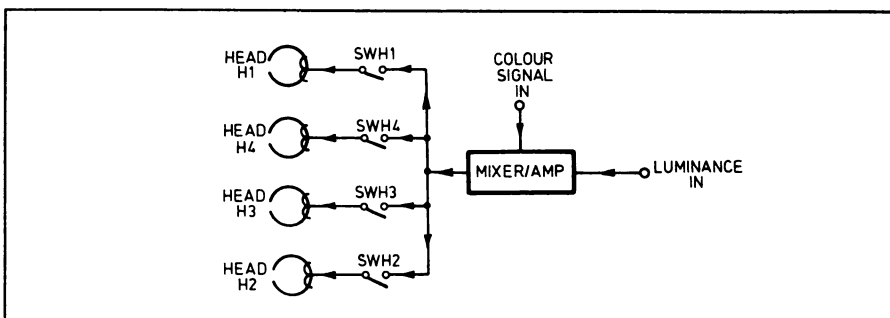 HEAD
H1
SWH1
COLOUR
SIGNAL
IN
HEAD
H4
SWH4
MIXER/AMP
LUMINANCE
IN
HEAD
H3
SWH3
HEAD
H2
SWH2